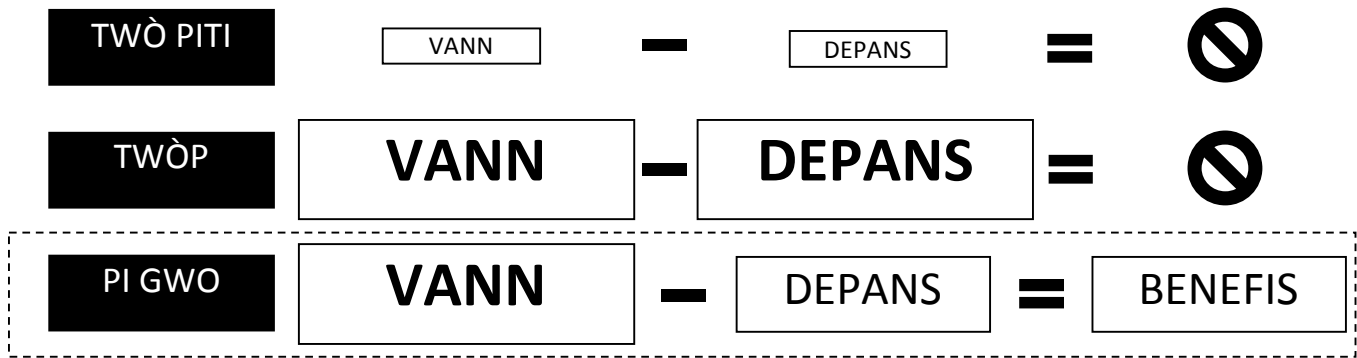 TWÒ PITI VANN - DEPANS =
TWÒP VANN - DEPANS =
PI GWO VANN - DEPANS = BENEFIS